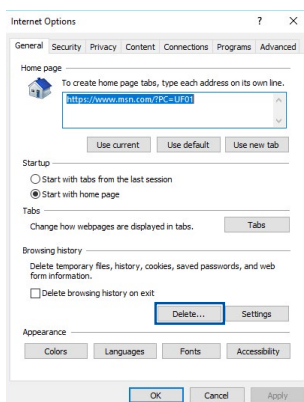 Internet Options ? X
General Security Privacy Content Connections Programs Advanced
Home page
To create home page tabs, type each address on its own line.
https://www.msn.com/?PC=UF01
Use current Use default Use new tab
Startup
Start with tabs from the last session
Start with home page
Tabs
Change how webpages are displayed in tabs. Tabs
Browsing history
Delete temporary files, history, cookies, saved passwords, and web
form information.
Delete browsing history on exit
Delete... Settings
Appearance
Colors Languages Fonts Accessibility
OK Cancel Apply